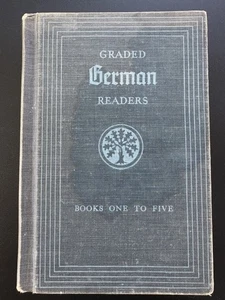 GRADED
German
READERS
BOOKS ONE TO FIVE